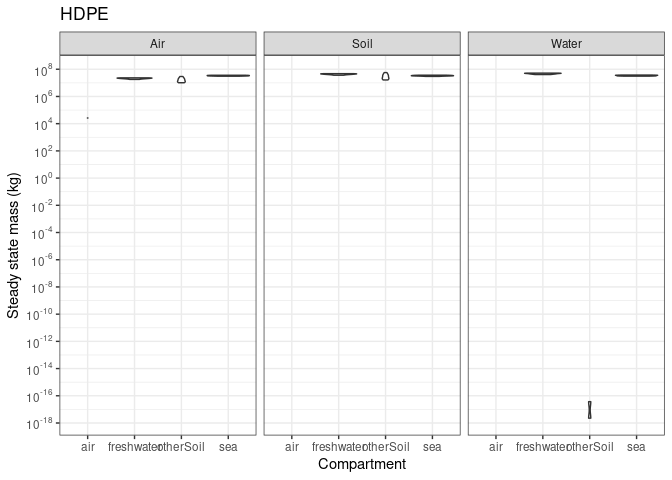 HDPE
Air Soil Water
Steady state mass (kg)
10^8
10^6
10^4
10^2
10^0
10^-2
10^-4
10^-6
10^-8
10^-10
10^-12
10^-14
10^-16
10^-18
air freshwater otherSoil sea air freshwater otherSoil sea air freshwater otherSoil sea
Compartment